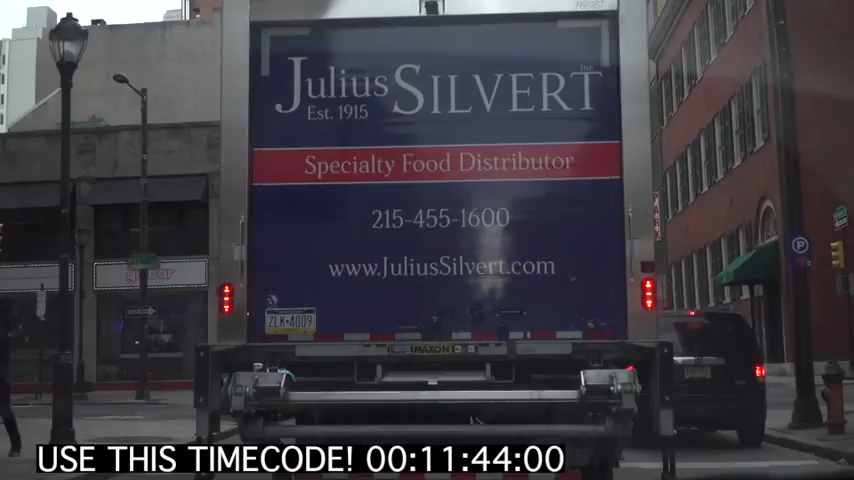 766957
Julius SILVERT Inc
Est. 1915
Specialty Food Distributor
215-455-1600
www.JuliusSilvert.com
ZLK-4009
MAXON
P
USE THIS TIMECODE! 00:11:44:00